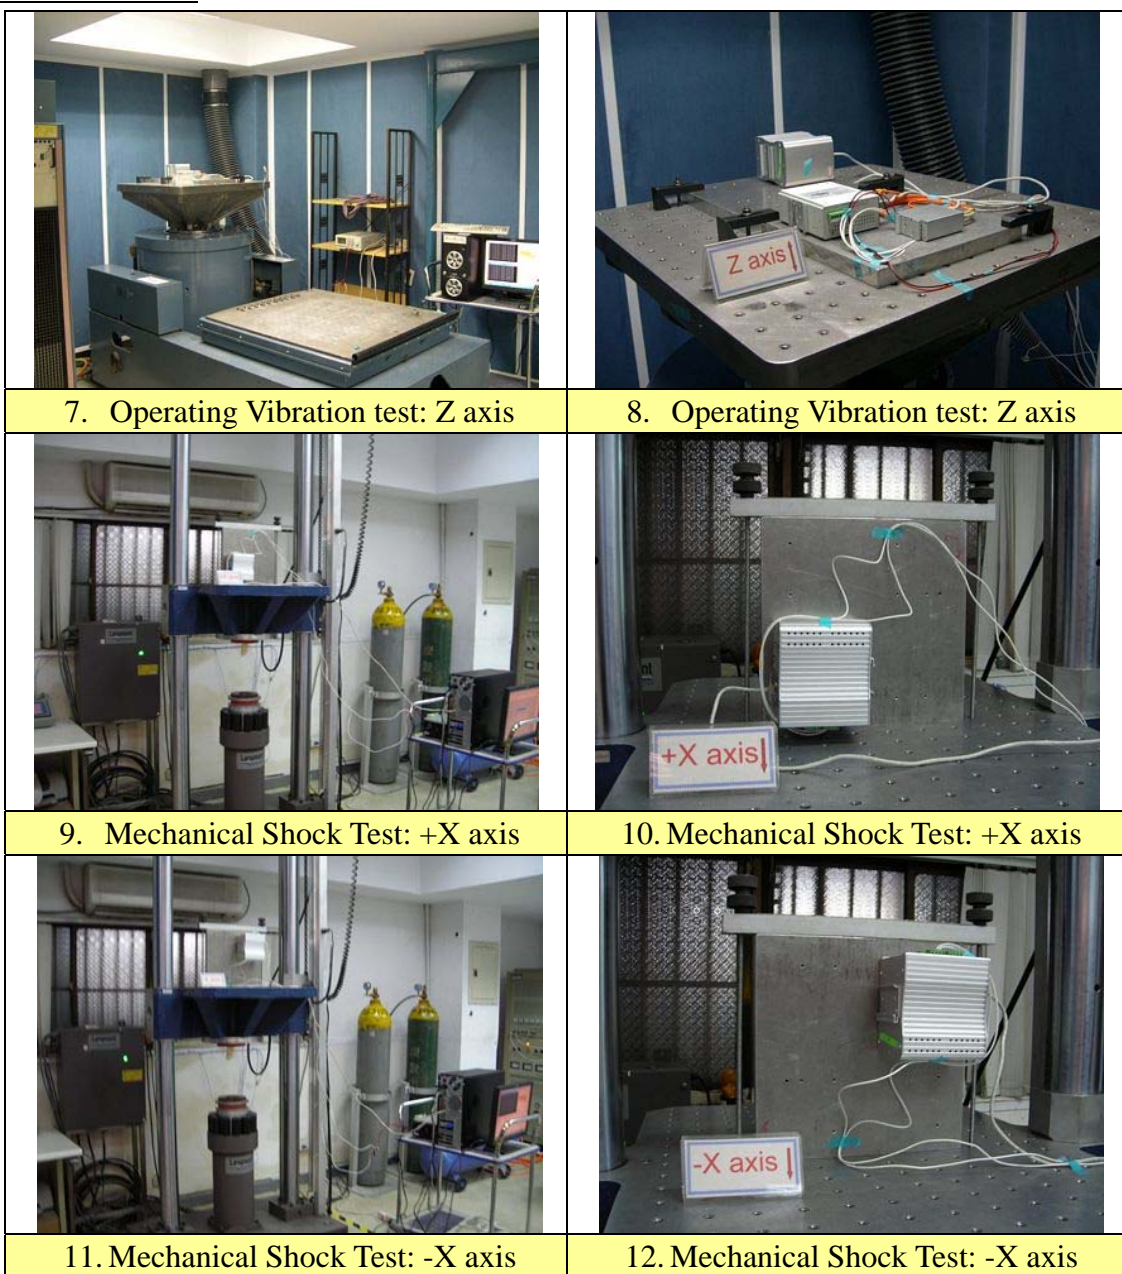 Z axis
7. Operating Vibration test: Z axis
8. Operating Vibration test: Z axis
+X axis
9. Mechanical Shock Test: +X axis
10. Mechanical Shock Test: +X axis
Lansmont
-X axis
11. Mechanical Shock Test: -X axis
12. Mechanical Shock Test: -X axis